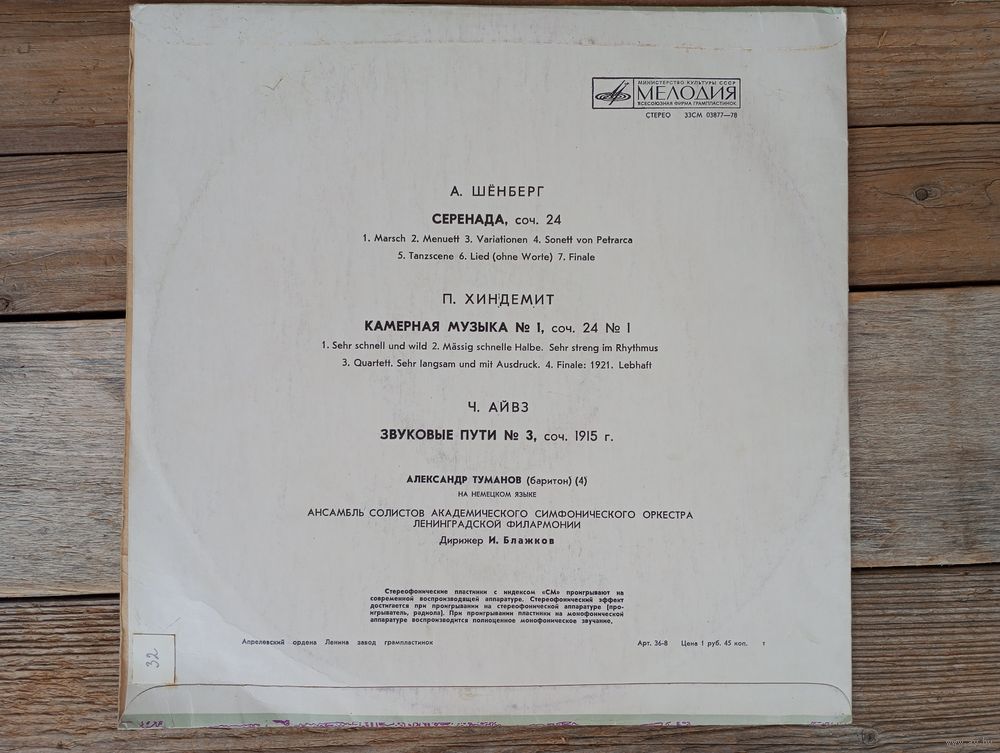 МИНИСТЕРСТВО КУЛЬТУРЫ СССР
МЕЛОДИЯ
ВСЕСОЮЗНАЯ ФИРМА ГРАМПЛАСТИНОК
СТЕРЕО 33СМ 03877—78
А. ШЁНБЕРГ
СЕРЕНАДА, соч. 24
1. Marsch 2. Menuett 3. Variationen 4. Sonett von Petrarca
5. Tanzscene 6. Lied (ohne Worte) 7. Finale
П. ХИНДЕМИТ
КАМЕРНАЯ МУЗЫКА № 1, соч. 24 № 1
1. Sehr schnell und wild 2. Mässig schnelle Halbe. Sehr streng im Rhythmus
3. Quartett. Sehr langsam und mit Ausdruck. 4. Finale: 1921. Lebhaft
Ч. АЙВЗ
ЗВУКОВЫЕ ПУТИ № 3, соч. 1915 г.
АЛЕКСАНДР ТУМАНОВ (баритон) (4)
НА НЕМЕЦКОМ ЯЗЫКЕ
АНСАМБЛЬ СОЛИСТОВ АКАДЕМИЧЕСКОГО СИМФОНИЧЕСКОГО ОРКЕСТРА
ЛЕНИНГРАДСКОЙ ФИЛАРМОНИИ
Дирижер И. Блажков
Стереофонические пластинки с индексом «СМ» проигрывают на
современной воспроизводящей аппаратуре. Стереофонический эффект
достигается при проигрывании на стереофонической аппаратуре (про-
игрыватель, радиола). При проигрывании пластинки на монофонической
аппаратуре воспроизводится полноценное монофоническое звучание.
Апрелевский ордена Ленина завод грампластинок
Арт. 36-8 Цена 1 руб. 45 коп. т
32